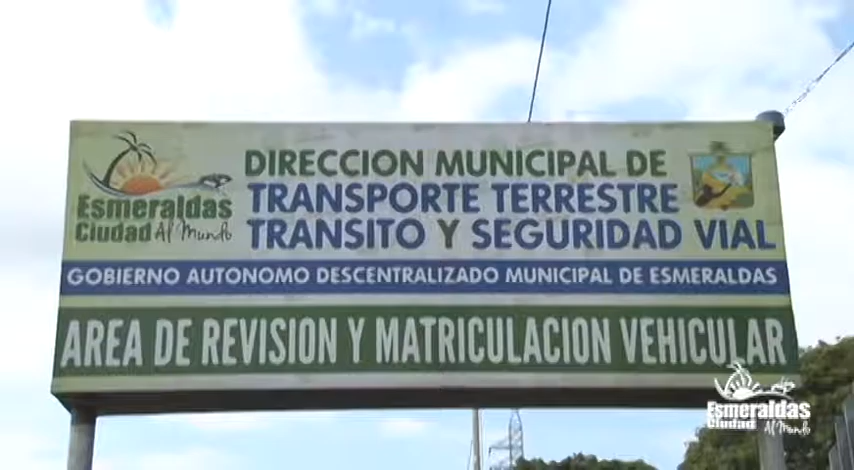 DIRECCION MUNICIPAL DE
TRANSPORTE TERRESTRE
TRANSITO Y SEGURIDAD VIAL
Esmeraldas
Ciudad Al Mundo
GOBIERNO AUTONOMO DESCENTRALIZADO MUNICIPAL DE ESMERALDAS
AREA DE REVISION Y MATRICULACION VEHICULAR
Esmeraldas
Ciudad Al Mundo